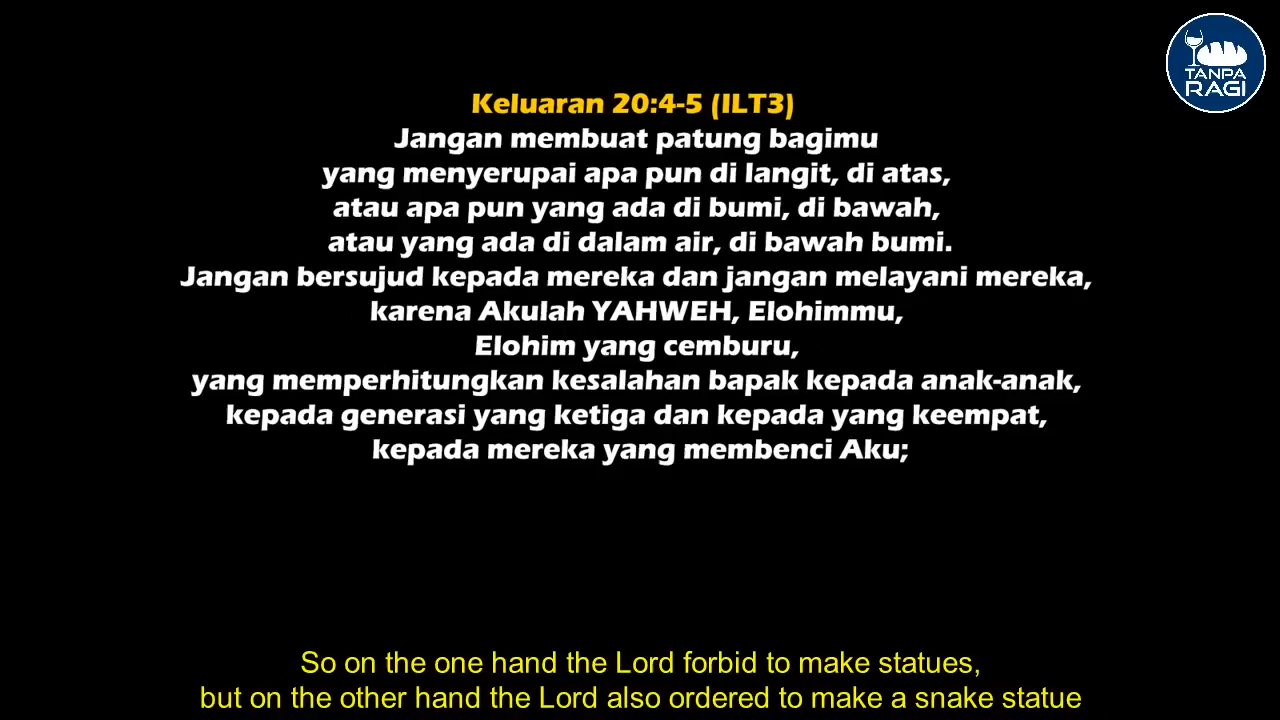 TANPA
RAGI
Keluaran 20:4-5 (ILT3)
Jangan membuat patung bagimu
yang menyerupai apa pun di langit, di atas,
atau apa pun yang ada di bumi, di bawah,
atau yang ada di dalam air, di bawah bumi.
Jangan bersujud kepada mereka dan jangan melayani mereka,
karena Akulah YAHWEH, Elohimmu,
Elohim yang cemburu,
yang memperhitungkan kesalahan bapak kepada anak-anak,
kepada generasi yang ketiga dan kepada yang keempat,
kepada mereka yang membenci Aku;
So on the one hand the Lord forbid to make statues,
but on the other hand the Lord also ordered to make a snake statue